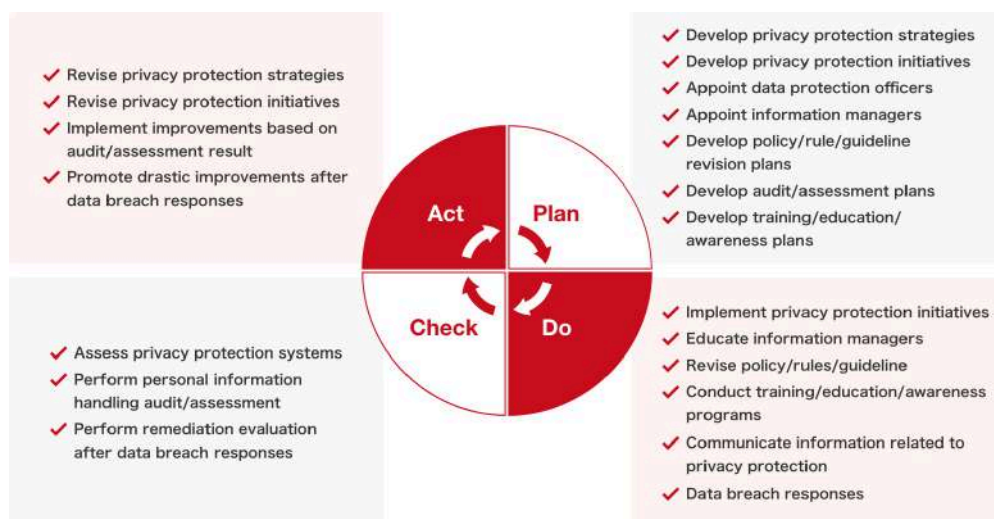 Revise privacy protection strategies
Revise privacy protection initiatives
Implement improvements based on
audit/assessment result
Promote drastic improvements after
data breach responses
Develop privacy protection strategies
Develop privacy protection initiatives
Appoint data protection officers
Appoint information managers
Develop policy/rule/guideline
revision plans
Develop audit/assessment plans
Develop training/education/
awareness plans
Act
Plan
Check
Do
Assess privacy protection systems
Perform personal information
handling audit/assessment
Perform remediation evaluation
after data breach responses
Implement privacy protection initiatives
Educate information managers
Revise policy/rules/guideline
Conduct training/education/awareness
programs
Communicate information related to
privacy protection
Data breach responses